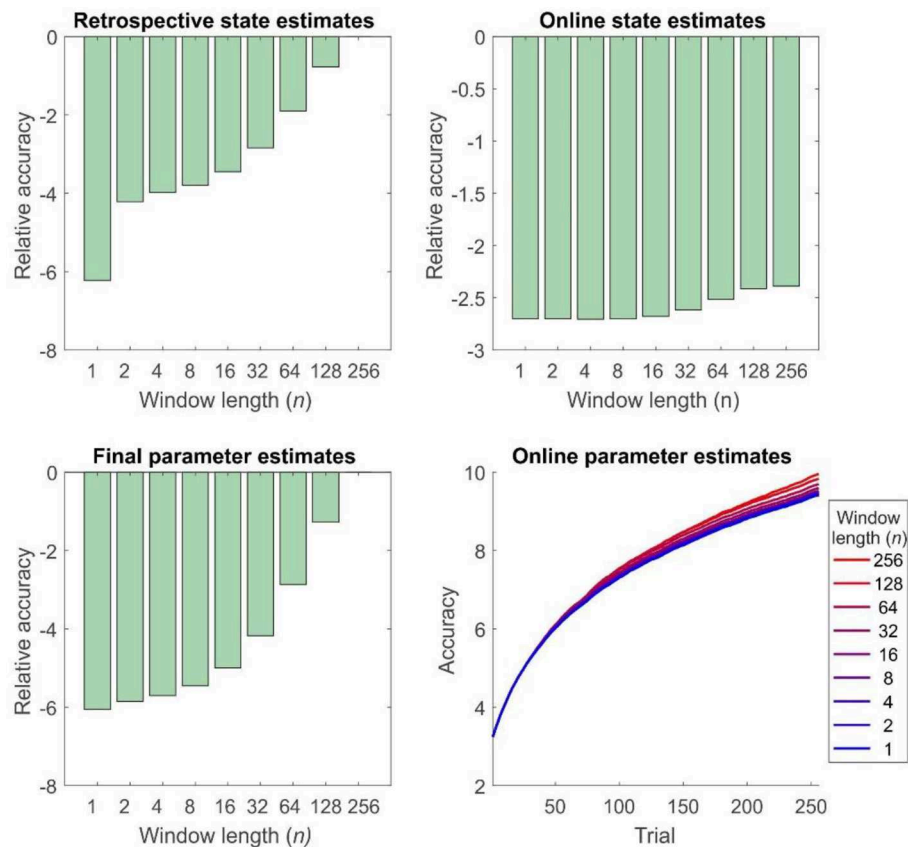 Retrospective state estimates
0
-2
-4
-6
-8
Relative accuracy
1 2 4 8 16 32 64 128 256
Window length (n)
Online state estimates
0
-0.5
-1
-1.5
-2
-2.5
-3
Relative accuracy
1 2 4 8 16 32 64 128 256
Window length (n)
Final parameter estimates
0
-2
-4
-6
-8
Relative accuracy
1 2 4 8 16 32 64 128 256
Window length (n)
Online parameter estimates
10
8
6
4
2
Accuracy
50 100 150 200 250
Trial
Window
length (n)
256
128
64
32
16
8
4
2
1